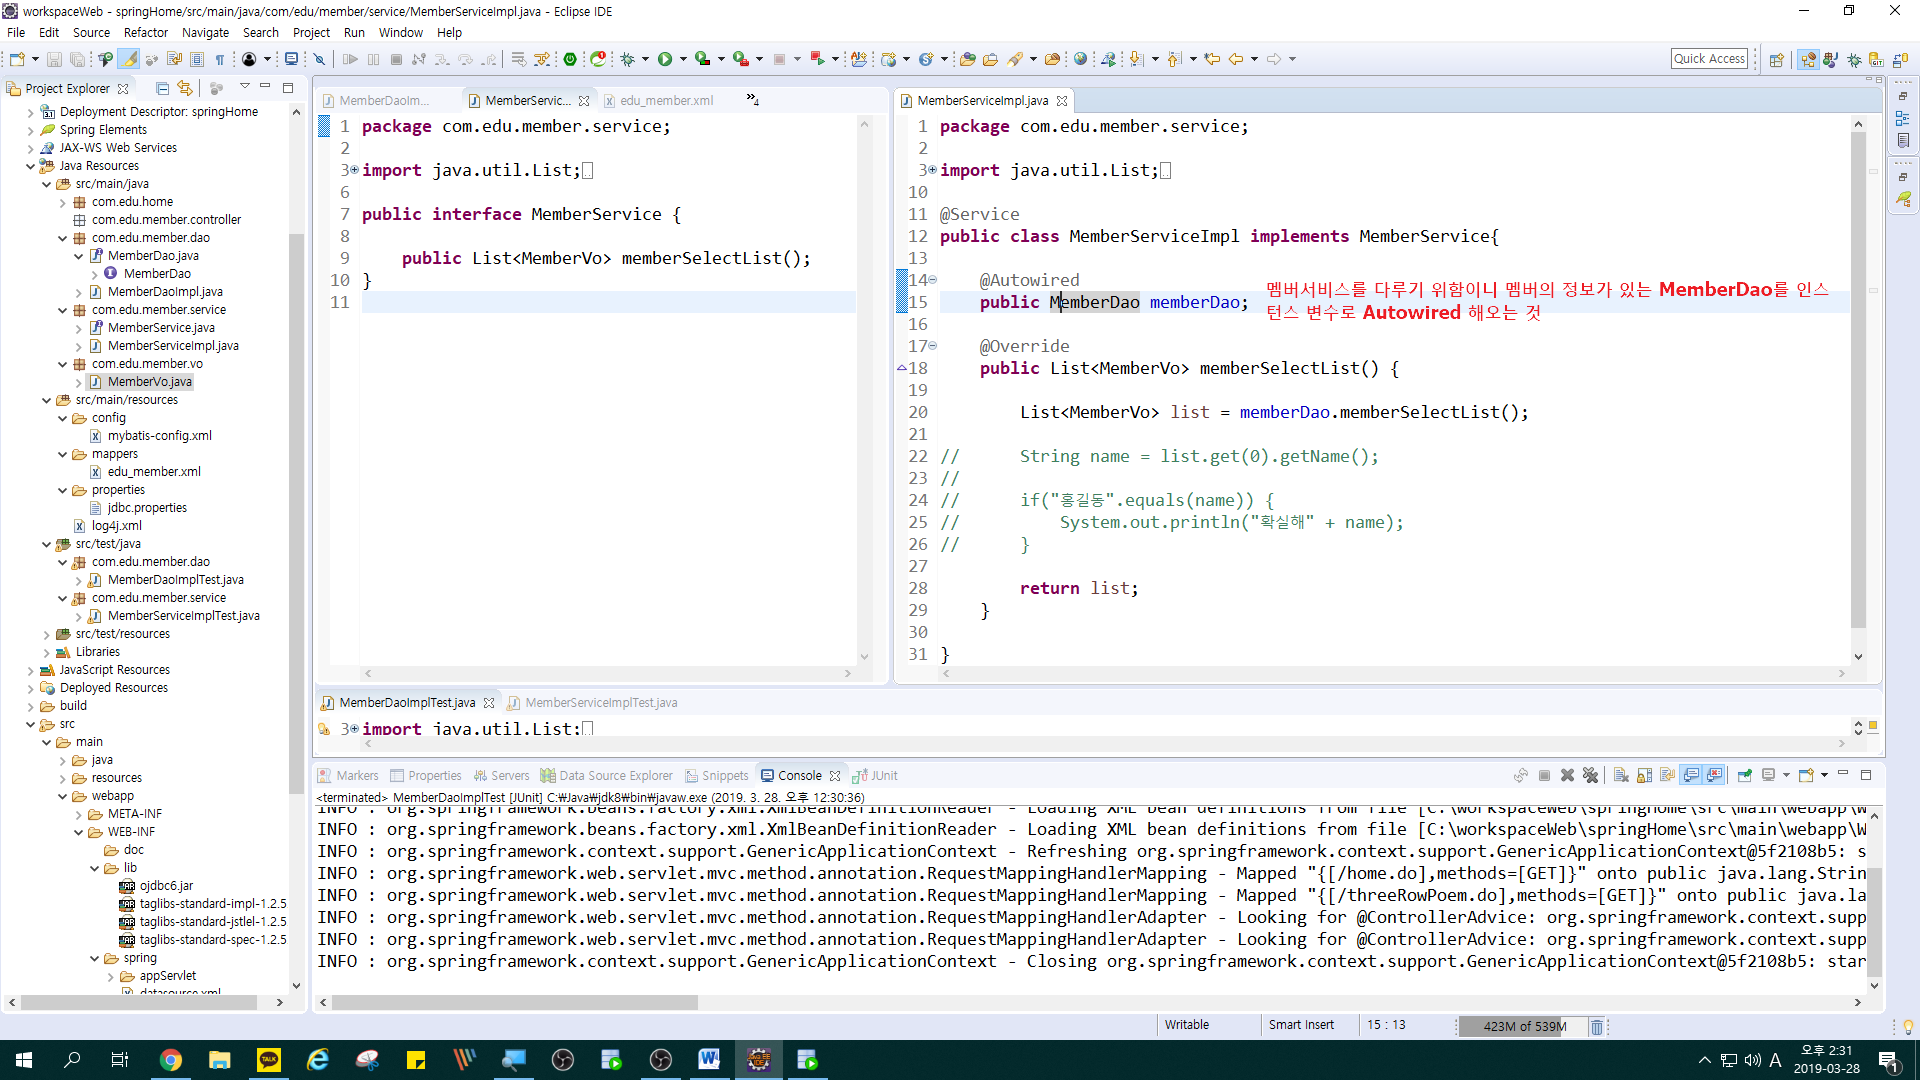 workspaceWeb - springHome/src/main/java/com/edu/member/service/MemberServiceImpl.java - Eclipse IDE
File Edit Source Refactor Navigate Search Project Run Window Help
Quick Access
Project Explorer
Deployment Descriptor: springHome
Spring Elements
JAX-WS Web Services
Java Resources
src/main/java
com.edu.home
com.edu.member.controller
com.edu.member.dao
MemberDao.java
MemberDao
MemberDaoImpl.java
com.edu.member.service
MemberService.java
MemberServiceImpl.java
com.edu.member.vo
MemberVo.java
src/main/resources
config
mybatis-config.xml
mappers
edu_member.xml
properties
jdbc.properties
log4j.xml
src/test/java
com.edu.member.dao
MemberDaoImplTest.java
com.edu.member.service
MemberServiceImplTest.java
src/test/resources
Libraries
JavaScript Resources
Deployed Resources
build
src
main
java
resources
webapp
META-INF
WEB-INF
doc
lib
ojdbc6.jar
taglibs-standard-impl-1.2.5
taglibs-standard-jstlel-1.2.5
taglibs-standard-spec-1.2.5
spring
appServlet
datasource.xml
MemberDaoIm... MemberServic... edu_member.xml »4
1 package com.edu.member.service;
2
3 import java.util.List;
6
7 public interface MemberService {
8
9 public List<MemberVo> memberSelectList();
10 }
11
MemberServiceImpl.java
1 package com.edu.member.service;
2
3 import java.util.List;
10
11 @Service
12 public class MemberServiceImpl implements MemberService{
13
14 @Autowired
15 public MemberDao memberDao;
멤버서비스를 다루기 위함이니 멤버의 정보가 있는 MemberDao를 인스
턴스 변수로 Autowired 해오는 것
16
17 @Override
18 public List<MemberVo> memberSelectList() {
19
20 List<MemberVo> list = memberDao.memberSelectList();
21
22 // String name = list.get(0).getName();
23 //
24 // if("홍길동".equals(name)) {
25 // System.out.println("확실해" + name);
26 // }
27
28 return list;
29 }
30
31 }
MemberDaoImplTest.java MemberServiceImplTest.java
3 import java.util.List;
Markers Properties Servers Data Source Explorer Snippets Console JUnit
<terminated> MemberDaoImplTest [JUnit] C:₩Java₩jdk8₩bin₩javaw.exe (2019. 3. 28. 오후 12:30:36)
INFO : org.springframework.beans.factory.xml.XmlBeanDefinitionReader - Loading XML bean definitions from file [C:\workspaceWeb\springHome\src\main\webapp\W
INFO : org.springframework.beans.factory.xml.XmlBeanDefinitionReader - Loading XML bean definitions from file [C:\workspaceWeb\springHome\src\main\webapp\W
INFO : org.springframework.context.support.GenericApplicationContext - Refreshing org.springframework.context.support.GenericApplicationContext@5f2108b5: s
INFO : org.springframework.web.servlet.mvc.method.annotation.RequestMappingHandlerMapping - Mapped "{[/home.do],methods=[GET]}" onto public java.lang.Strin
INFO : org.springframework.web.servlet.mvc.method.annotation.RequestMappingHandlerMapping - Mapped "{[/threeRowPoem.do],methods=[GET]}" onto public java.la
INFO : org.springframework.web.servlet.mvc.method.annotation.RequestMappingHandlerAdapter - Looking for @ControllerAdvice: org.springframework.context.supp
INFO : org.springframework.web.servlet.mvc.method.annotation.RequestMappingHandlerAdapter - Looking for @ControllerAdvice: org.springframework.context.supp
INFO : org.springframework.context.support.GenericApplicationContext - Closing org.springframework.context.support.GenericApplicationContext@5f2108b5: star
Writable Smart Insert 15 : 13 423M of 539M
TALK
A 오후 2:31
2019-03-28
1